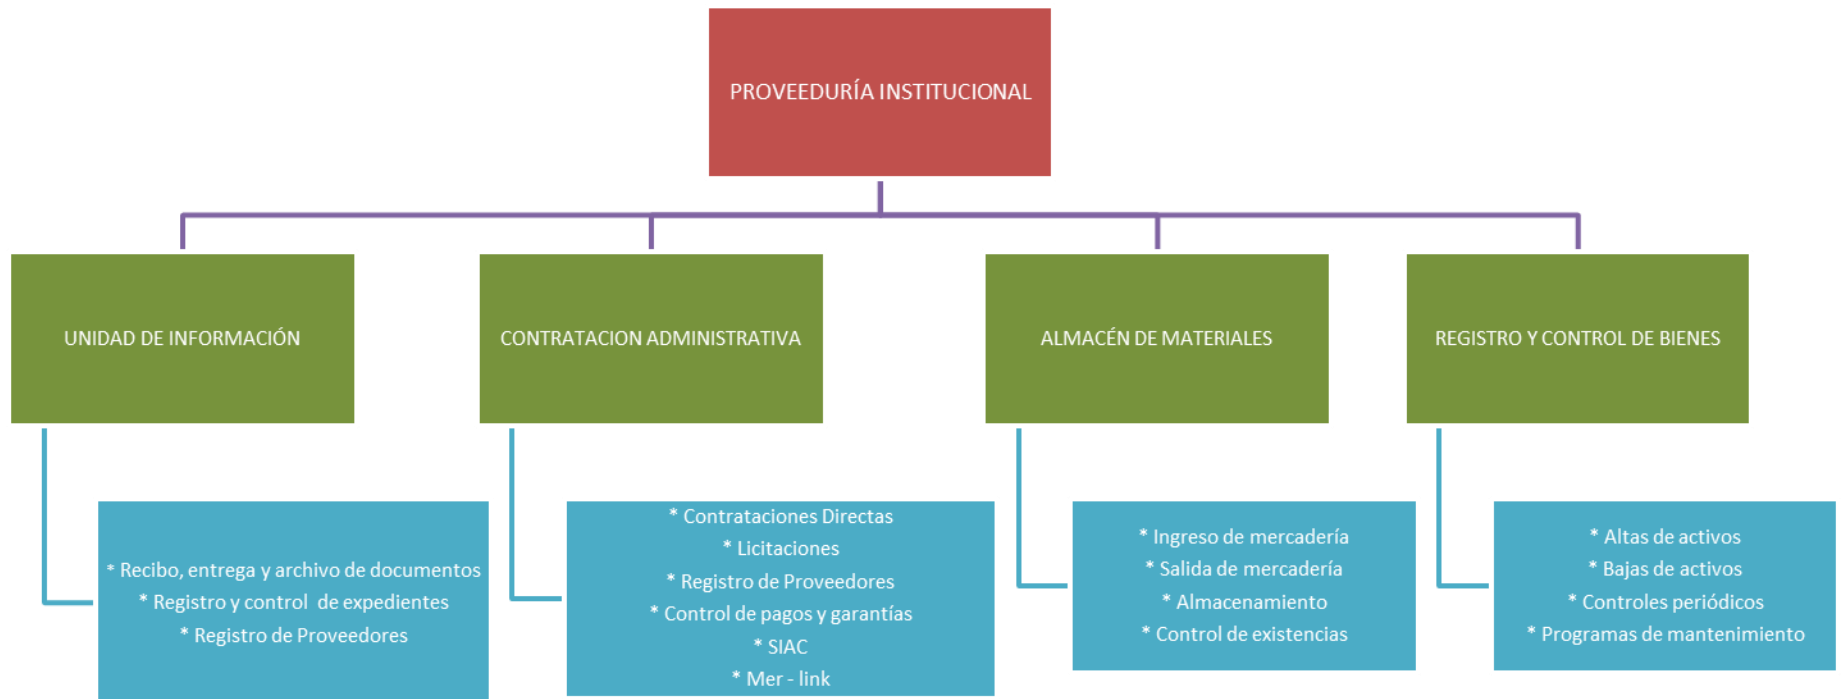 PROVEEDURÍA INSTITUCIONAL
UNIDAD DE INFORMACIÓN
CONTRATACION ADMINISTRATIVA
ALMACÉN DE MATERIALES
REGISTRO Y CONTROL DE BIENES
* Recibo, entrega y archivo de documentos
* Registro y control de expedientes
* Registro de Proveedores
* Contrataciones Directas
* Licitaciones
* Registro de Proveedores
* Control de pagos y garantías
* SIAC
* Mer - link
* Ingreso de mercadería
* Salida de mercadería
* Almacenamiento
* Control de existencias
* Altas de activos
* Bajas de activos
* Controles periódicos
* Programas de mantenimiento